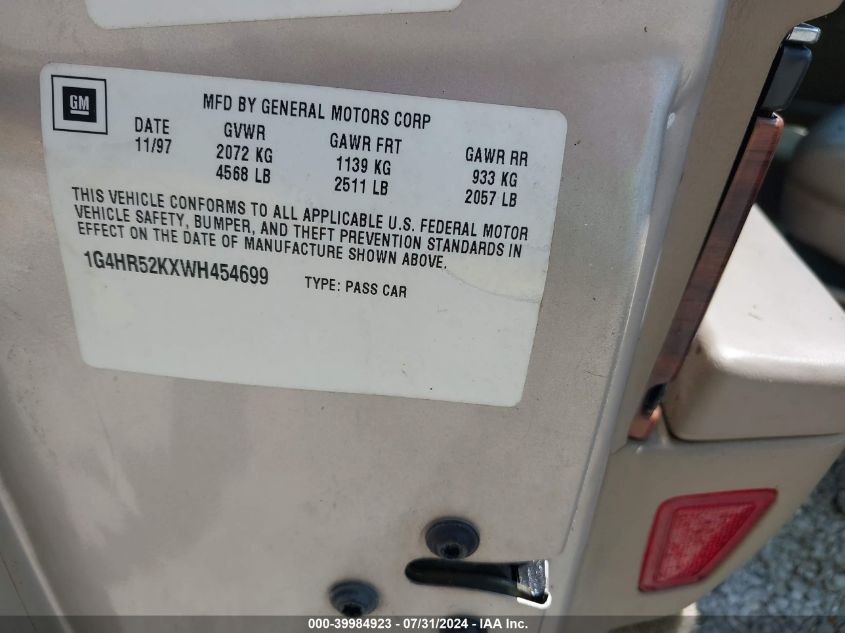 GM
MFD BY GENERAL MOTORS CORP
DATE GVWR GAWR FRT GAWR RR
11/97 2072 KG 1139 KG 933 KG
4568 LB 2511 LB 2057 LB
THIS VEHICLE CONFORMS TO ALL APPLICABLE U.S. FEDERAL MOTOR
VEHICLE SAFETY, BUMPER, AND THEFT PREVENTION STANDARDS IN
EFFECT ON THE DATE OF MANUFACTURE SHOWN ABOVE.
1G4HR52KXWH454699 TYPE: PASS CAR
000-39984923 / 07/31/2024 - IAA Inc.